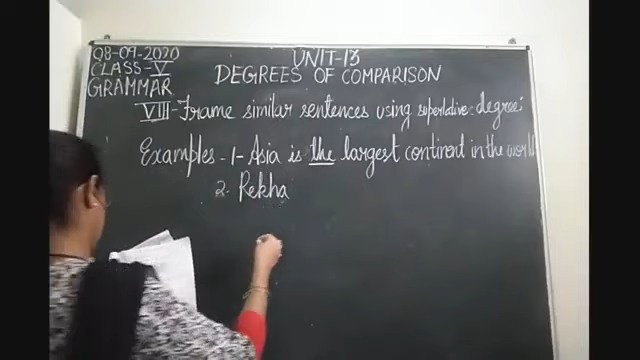 08-09-2020
CLASS-V
GRAMMAR
UNIT-13
DEGREES OF COMPARISON
VIII-Frame similar sentences using superlative degree:
Examples-1-Asia is the largest continent in the world
2. Rekha